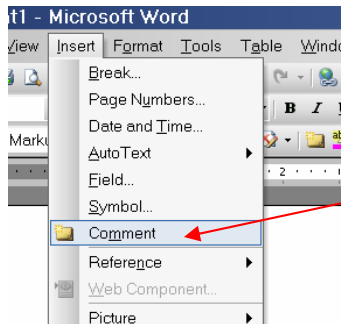 nt1 - Microsoft Word
View Insert Format Tools Table Windo
Break...
Page Numbers...
B I
Date and Time...
Marku
AutoText
Field...
2
Symbol...
Comment
Reference
Web Component...
Picture